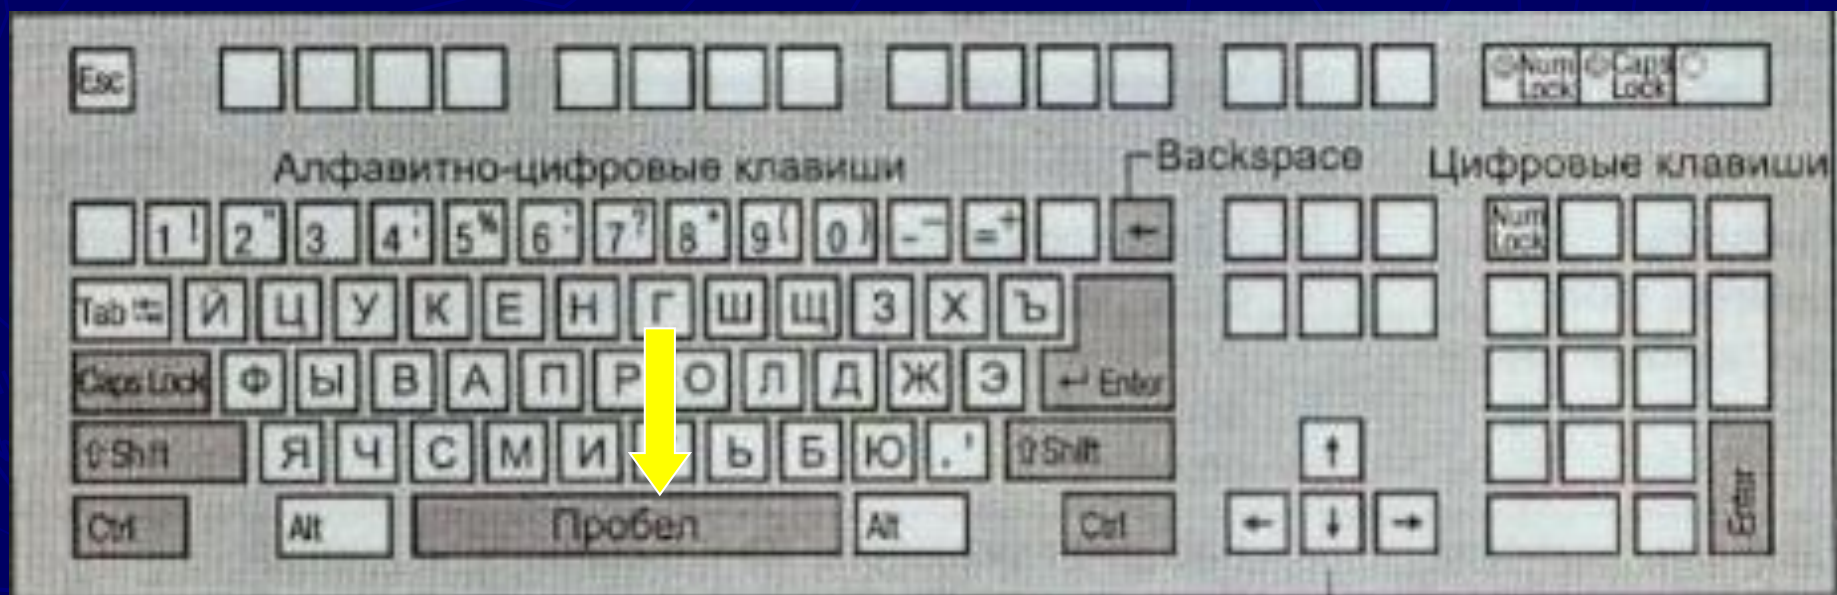 Esc Num Lock Caps Lock
Алфавитно-цифровые клавиши Backspace Цифровые клавиши
1 ! 2 " 3 4 ; 5 % 6 : 7 ? 8 * 9 ( 0 ) - – = + ← Num Lock
Tab Й Ц У К Е Н Г Ш Щ З Х Ъ
Caps Lock Ф Ы В А П Р О Л Д Ж Э ↵ Enter
⇧ Shift Я Ч С М И Ь Б Ю . , ⇧ Shift ↑
Ctrl Alt Пробел Alt Ctrl ← ↓ → Enter